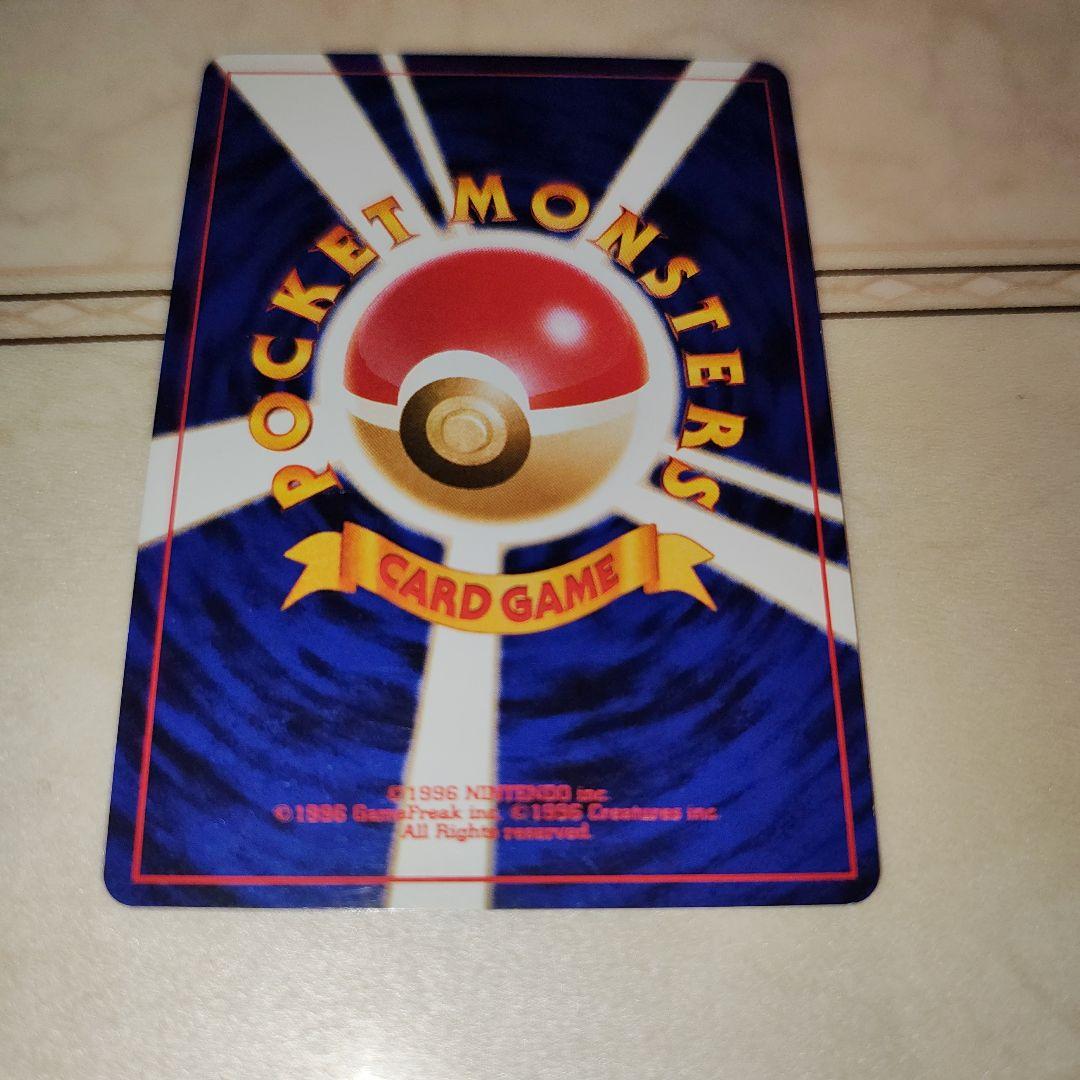 POCKET MONSTERS
CARD GAME
©1996 NINTENDO inc.
©1996 GameFreak inc. ©1996 Creatures inc.
All Rights reserved.